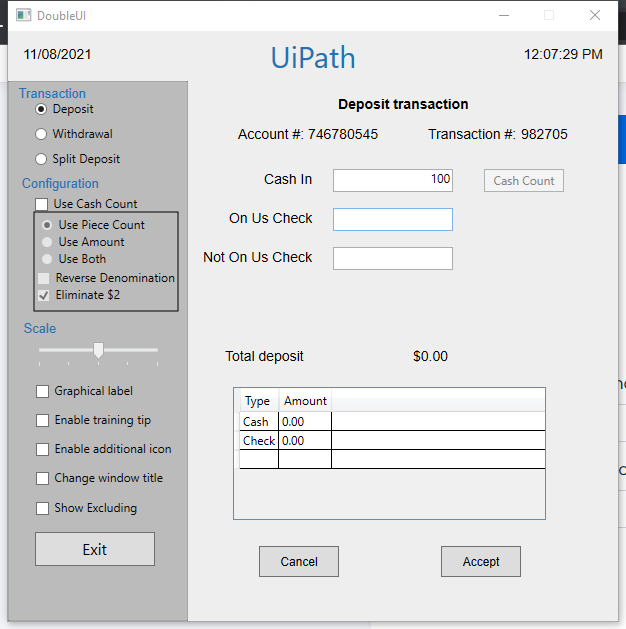 DoubleUI
11/08/2021
UiPath
12:07:29 PM
Transaction
Deposit
Withdrawal
Split Deposit
Configuration
Use Cash Count
Use Piece Count
Use Amount
Use Both
Reverse Denomination
Eliminate $2
Scale
Graphical label
Enable training tip
Enable additional icon
Change window title
Show Excluding
Exit
Deposit transaction
Account #: 746780545 Transaction #: 982705
Cash In 100 Cash Count
On Us Check
Not On Us Check
Total deposit $0.00
Type Amount
Cash 0.00
Check 0.00
Cancel Accept